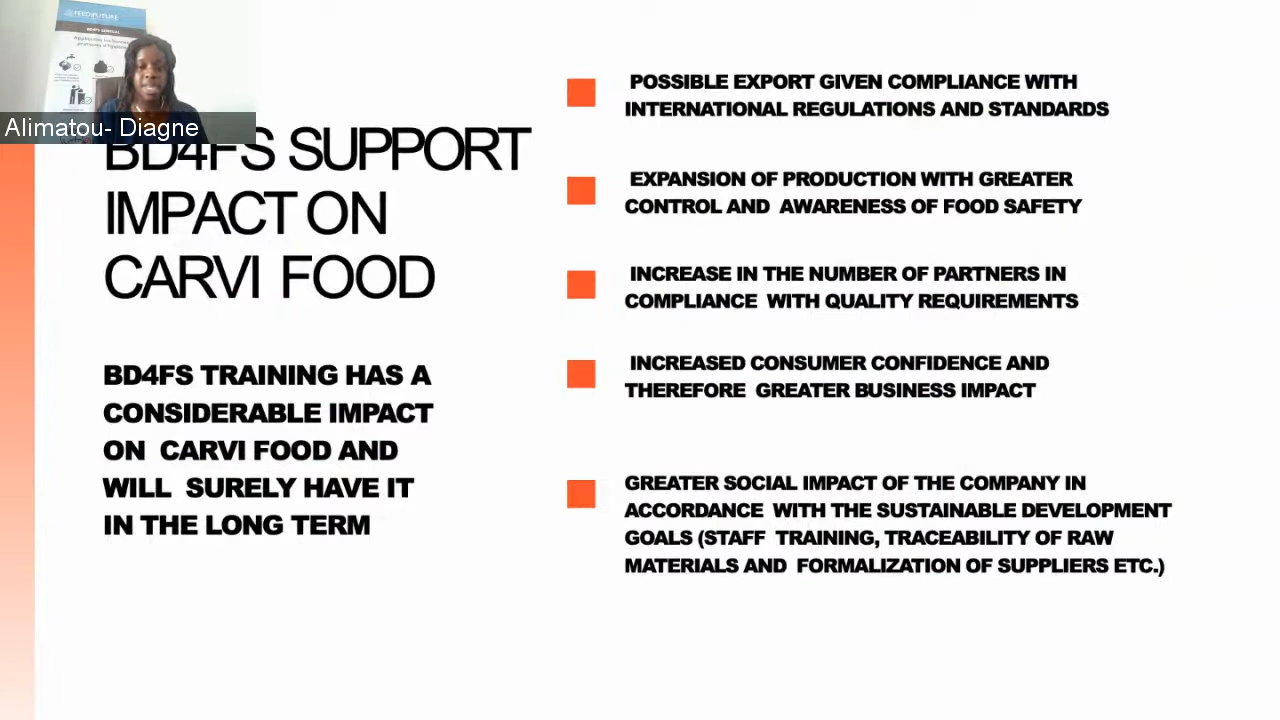 FEED FUTURE
BD4FS SENEGAL
Alimatou- Diagne
BD4FS SUPPORT
IMPACT ON
CARVI FOOD
BD4FS TRAINING HAS A
CONSIDERABLE IMPACT
ON CARVI FOOD AND
WILL SURELY HAVE IT
IN THE LONG TERM
POSSIBLE EXPORT GIVEN COMPLIANCE WITH
INTERNATIONAL REGULATIONS AND STANDARDS
EXPANSION OF PRODUCTION WITH GREATER
CONTROL AND AWARENESS OF FOOD SAFETY
INCREASE IN THE NUMBER OF PARTNERS IN
COMPLIANCE WITH QUALITY REQUIREMENTS
INCREASED CONSUMER CONFIDENCE AND
THEREFORE GREATER BUSINESS IMPACT
GREATER SOCIAL IMPACT OF THE COMPANY IN
ACCORDANCE WITH THE SUSTAINABLE DEVELOPMENT
GOALS (STAFF TRAINING, TRACEABILITY OF RAW
MATERIALS AND FORMALIZATION OF SUPPLIERS ETC.)